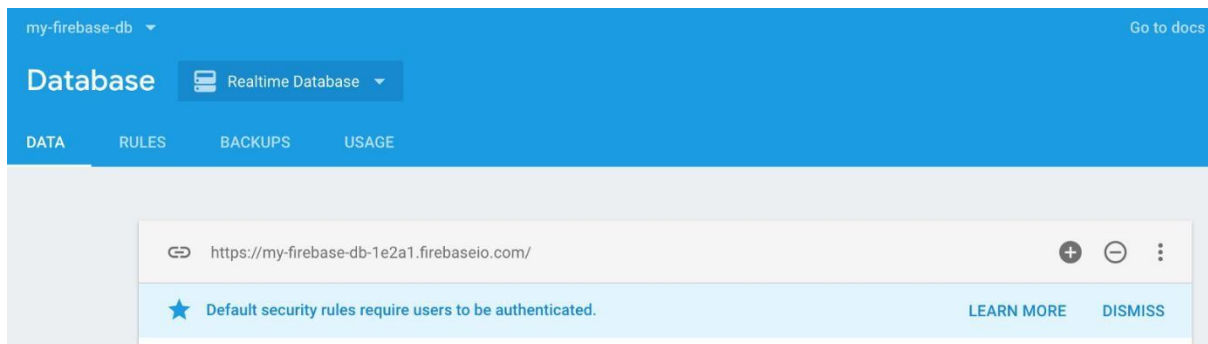 my-firebase-db
Go to docs
Database
Realtime Database
DATA RULES BACKUPS USAGE
https://my-firebase-db-1e2a1.firebaseio.com/
Default security rules require users to be authenticated. LEARN MORE DISMISS